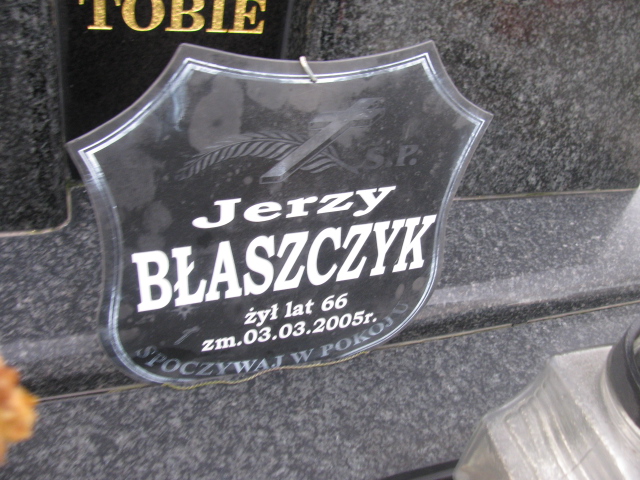 TOBIE
Ś.P.
Jerzy
BŁASZCZYK
żył lat 66
zm.03.03.2005r.
SPOCZYWAJ W POKOJU